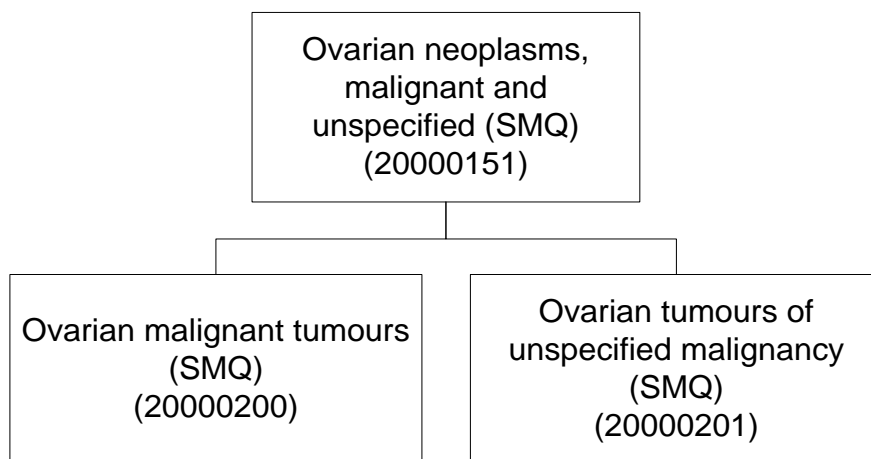 Ovarian neoplasms,
malignant and
unspecified (SMQ)
(20000151)
Ovarian malignant tumours
(SMQ)
(20000200)
Ovarian tumours of
unspecified malignancy
(SMQ)
(20000201)